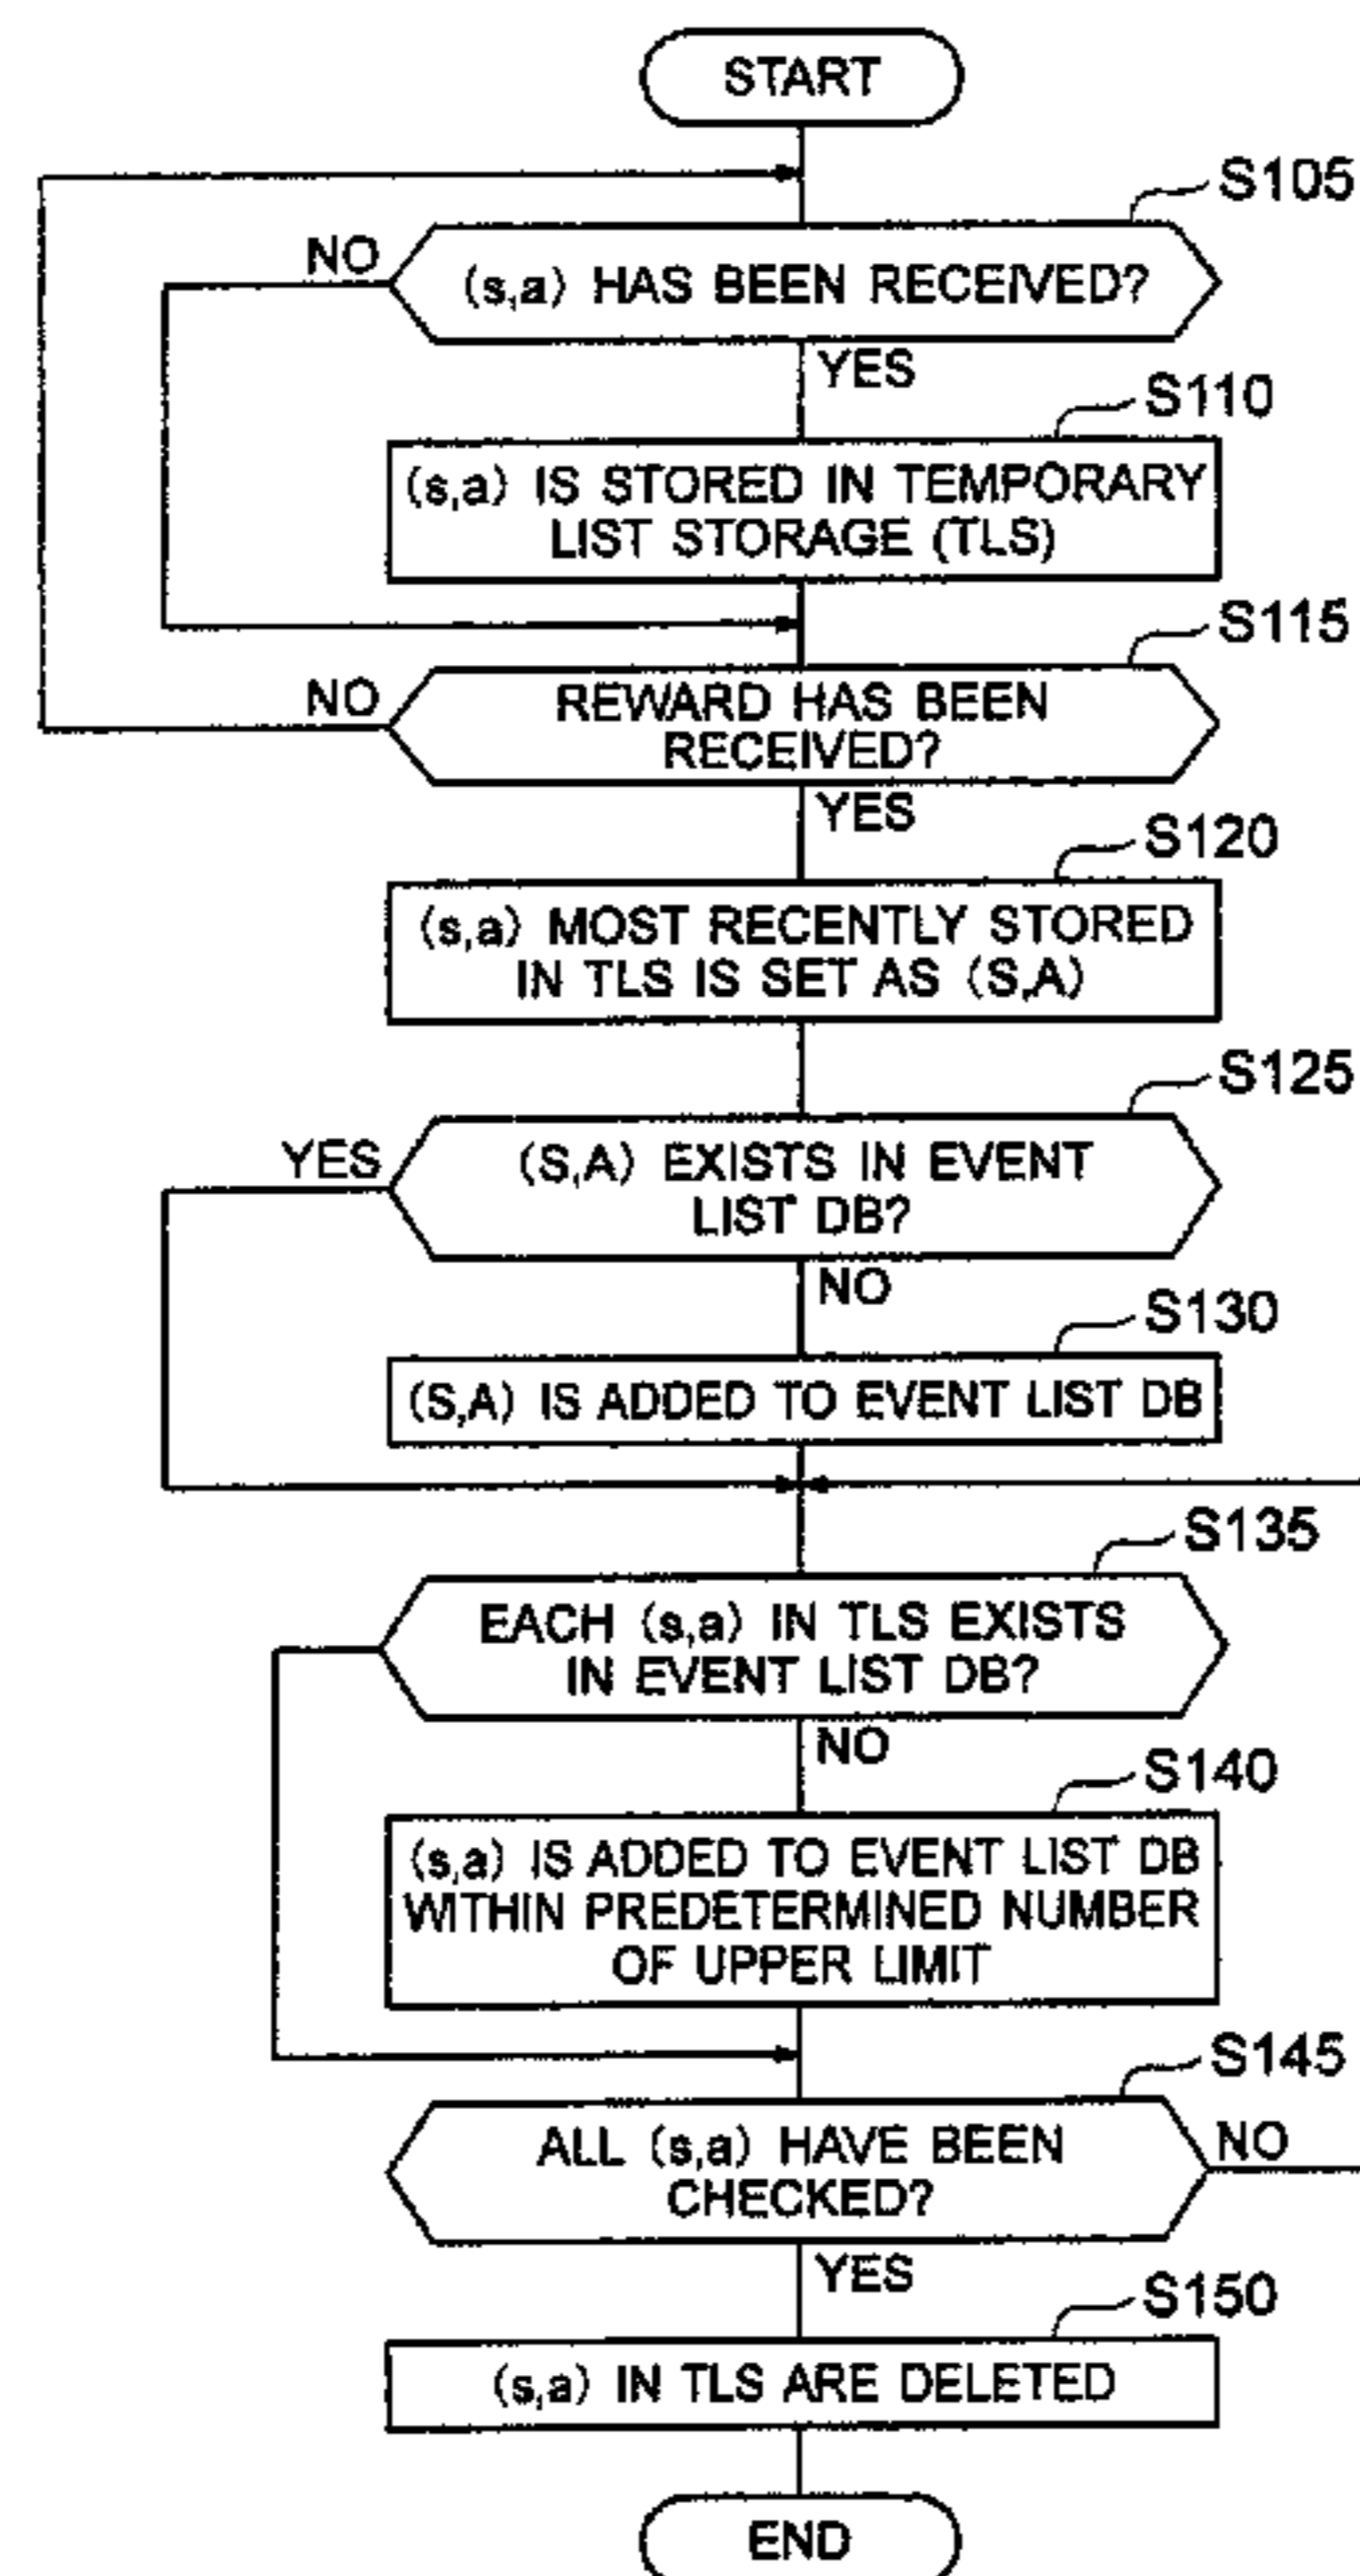 START
S105
NO
(s,a) HAS BEEN RECEIVED?
YES
S110
(s,a) IS STORED IN TEMPORARY
LIST STORAGE (TLS)
S115
NO
REWARD HAS BEEN
RECEIVED?
YES
S120
(s,a) MOST RECENTLY STORED
IN TLS IS SET AS (S,A)
S125
YES
(S,A) EXISTS IN EVENT
LIST DB?
NO
S130
(S,A) IS ADDED TO EVENT LIST DB
S135
EACH (s,a) IN TLS EXISTS
IN EVENT LIST DB?
NO
S140
(s,a) IS ADDED TO EVENT LIST DB
WITHIN PREDETERMINED NUMBER
OF UPPER LIMIT
S145
ALL (s,a) HAVE BEEN
CHECKED?
NO
YES
S150
(s,a) IN TLS ARE DELETED
END